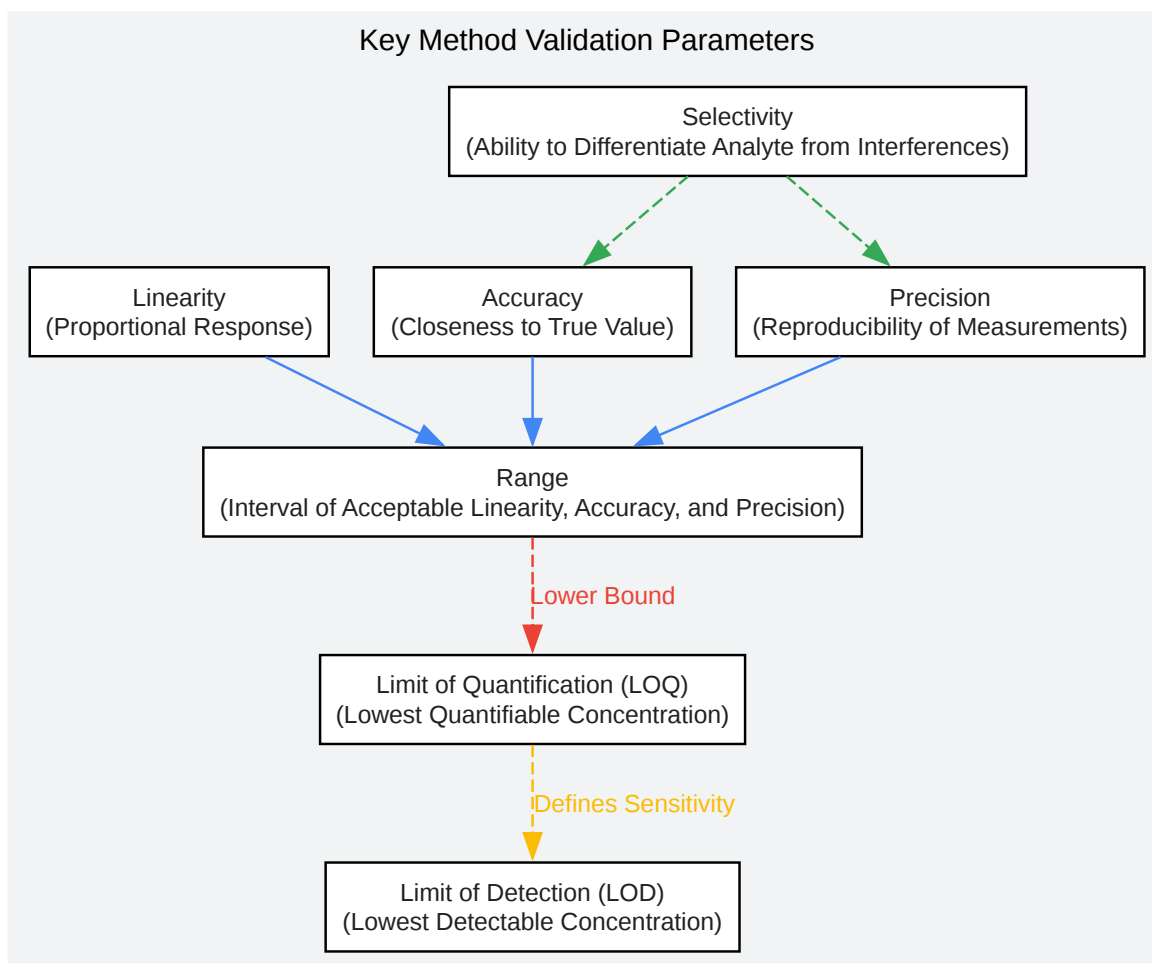 Key Method Validation Parameters
Selectivity
(Ability to Differentiate Analyte from Interferences)
Linearity
(Proportional Response)
Accuracy
(Closeness to True Value)
Precision
(Reproducibility of Measurements)
Range
(Interval of Acceptable Linearity, Accuracy, and Precision)
Lower Bound
Limit of Quantification (LOQ)
(Lowest Quantifiable Concentration)
Defines Sensitivity
Limit of Detection (LOD)
(Lowest Detectable Concentration)